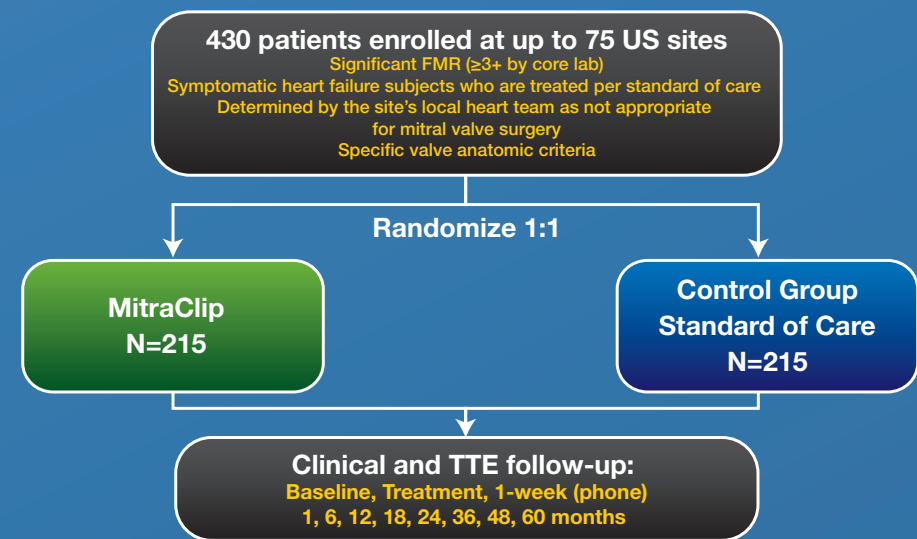 430 patients enrolled at up to 75 US sites
Significant FMR (≥3+ by core lab)
Symptomatic heart failure subjects who are treated per standard of care
Determined by the site's local heart team as not appropriate
for mitral valve surgery
Specific valve anatomic criteria
Randomize 1:1
MitraClip
N=215
Control Group
Standard of Care
N=215
Clinical and TTE follow-up:
Baseline, Treatment, 1-week (phone)
1, 6, 12, 18, 24, 36, 48, 60 months